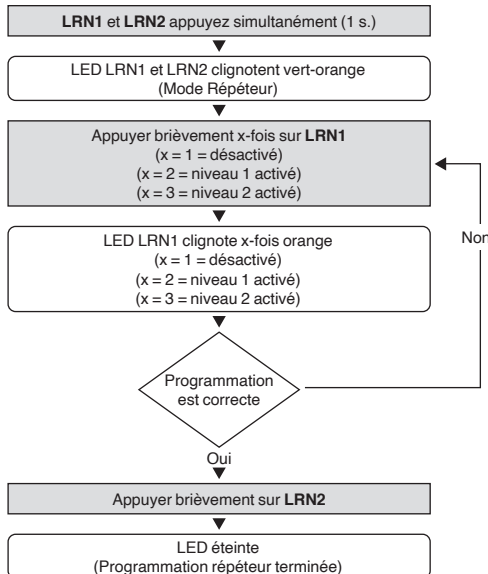 LRN1 et LRN2 appuyez simultanément (1 s.)
LED LRN1 et LRN2 clignotent vert-orange
(Mode Répéteur)
Appuyer brièvement x-fois sur LRN1
(x = 1 = désactivé)
(x = 2 = niveau 1 activé)
(x = 3 = niveau 2 activé)
LED LRN1 clignote x-fois orange
(x = 1 = désactivé)
(x = 2 = niveau 1 activé)
(x = 3 = niveau 2 activé)
Non
Programmation
est correcte
Oui
Appuyer brièvement sur LRN2
LED éteinte
(Programmation répéteur terminée)